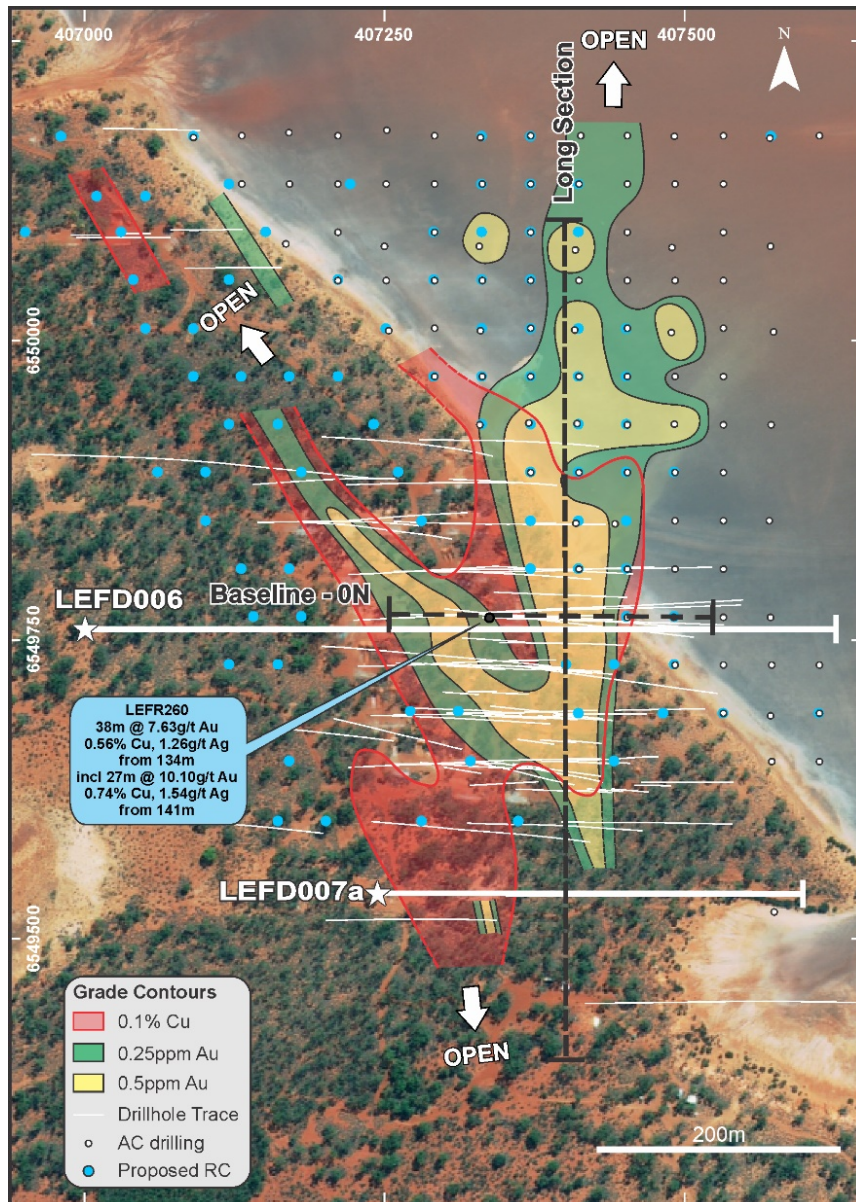 407000
407250
407500
OPEN
N
Long Section
OPEN
6550000
Baseline - 0N
LEFD006
6549750
LEFR260
38m @ 7.63g/t Au
0.56% Cu, 1.26g/t Ag
from 134m
incl 27m @ 10.10g/t Au
0.74% Cu, 1.54g/t Ag
from 141m
LEFD007a
6549500
OPEN
Grade Contours
0.1% Cu
0.25ppm Au
0.5ppm Au
Drillhole Trace
AC drilling
Proposed RC
200m